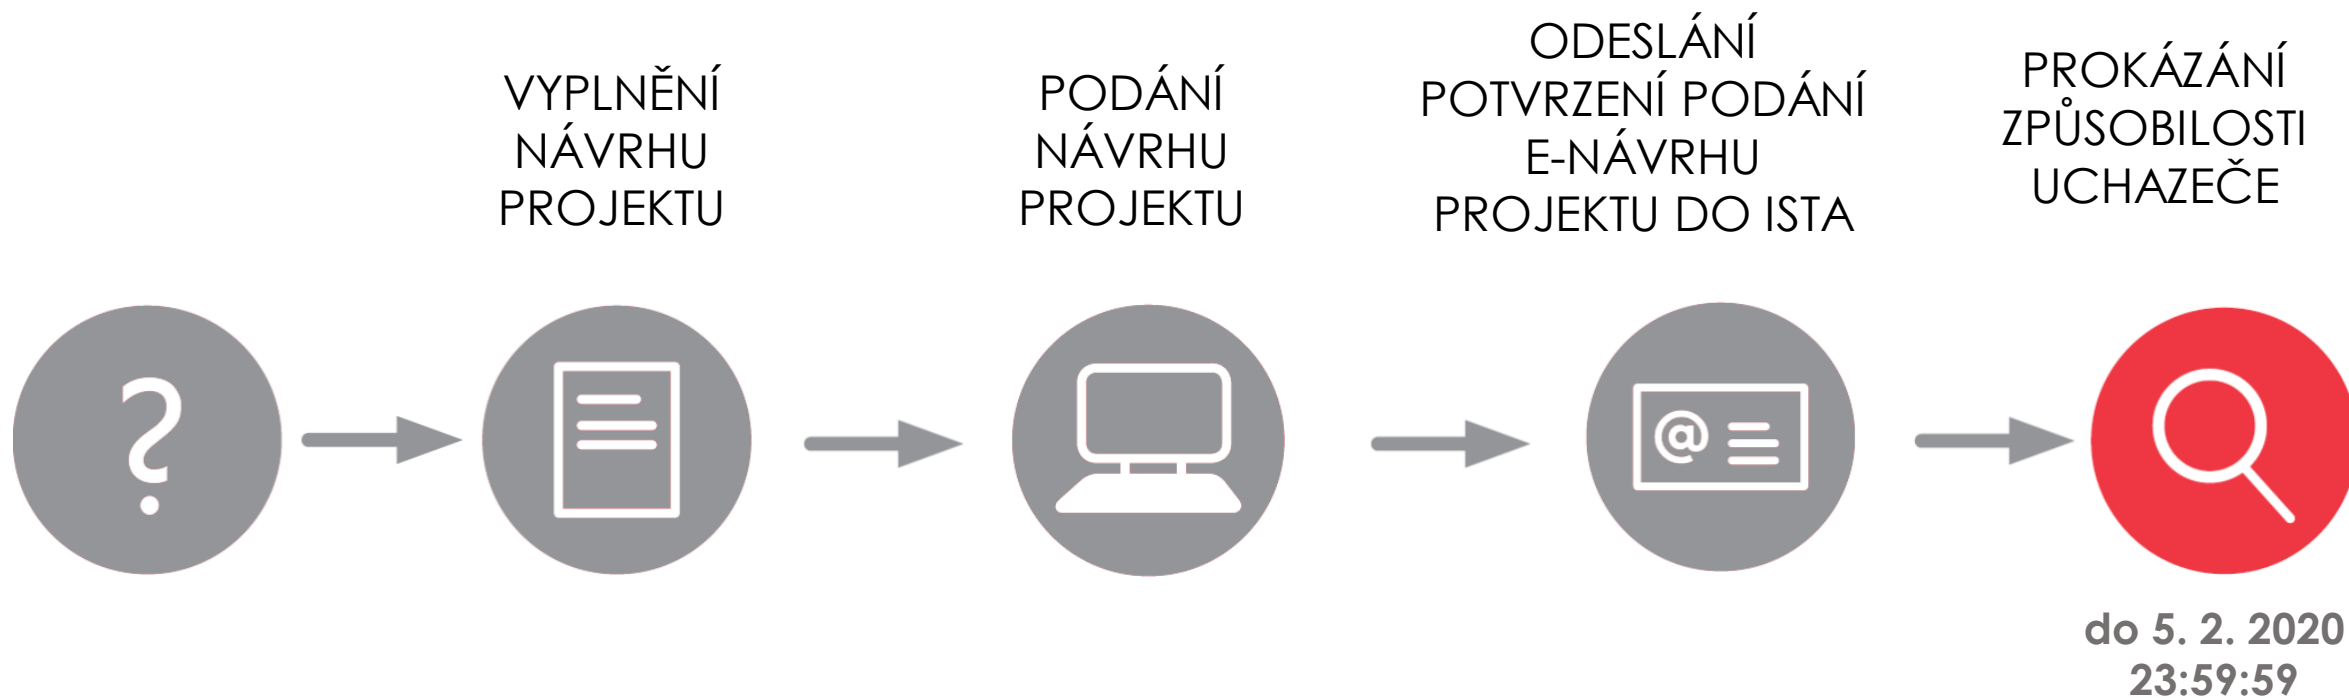 VYPLNĚNÍ
NÁVRHU
PROJEKTU
PODÁNÍ
NÁVRHU
PROJEKTU
ODESLÁNÍ
POTVRZENÍ PODÁNÍ
E-NÁVRHU
PROJEKTU DO ISTA
PROKÁZÁNÍ
ZPŮSOBILOSTI
UCHAZEČE
?
@
do 5. 2. 2020
23:59:59